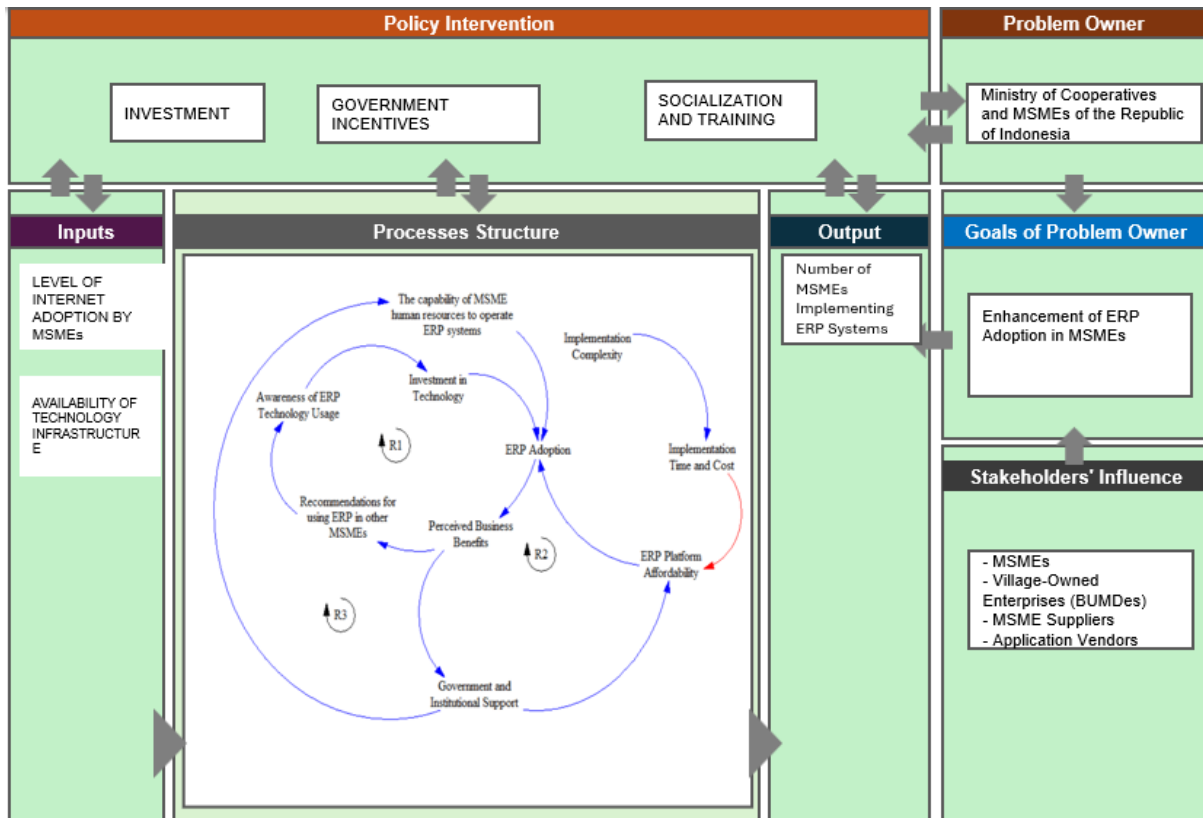 Policy Intervention
INVESTMENT
GOVERNMENT
INCENTIVES
SOCIALIZATION
AND TRAINING
Problem Owner
Ministry of Cooperatives
and MSMEs of the Republic
of Indonesia
Inputs
LEVEL OF
INTERNET
ADOPTION BY
MSMEs
AVAILABILITY OF
TECHNOLOGY
INFRASTRUCTUR
E
Processes Structure
The capability of MSME
human resources to operate
ERP systems
Implementation
Complexity
Investment in
Technology
Awareness of ERP
Technology Usage
R1
ERP Adoption
Implementation
Time and Cost
Recommendations for
using ERP in other
MSMEs
Perceived Business
Benefits
R2
ERP Platform
Affordability
R3
Government and
Institutional Support
Output
Number of
MSMEs
Implementing
ERP Systems
Goals of Problem Owner
Enhancement of ERP
Adoption in MSMEs
Stakeholders' Influence
- MSMEs
- Village-Owned
Enterprises (BUMDes)
- MSME Suppliers
- Application Vendors